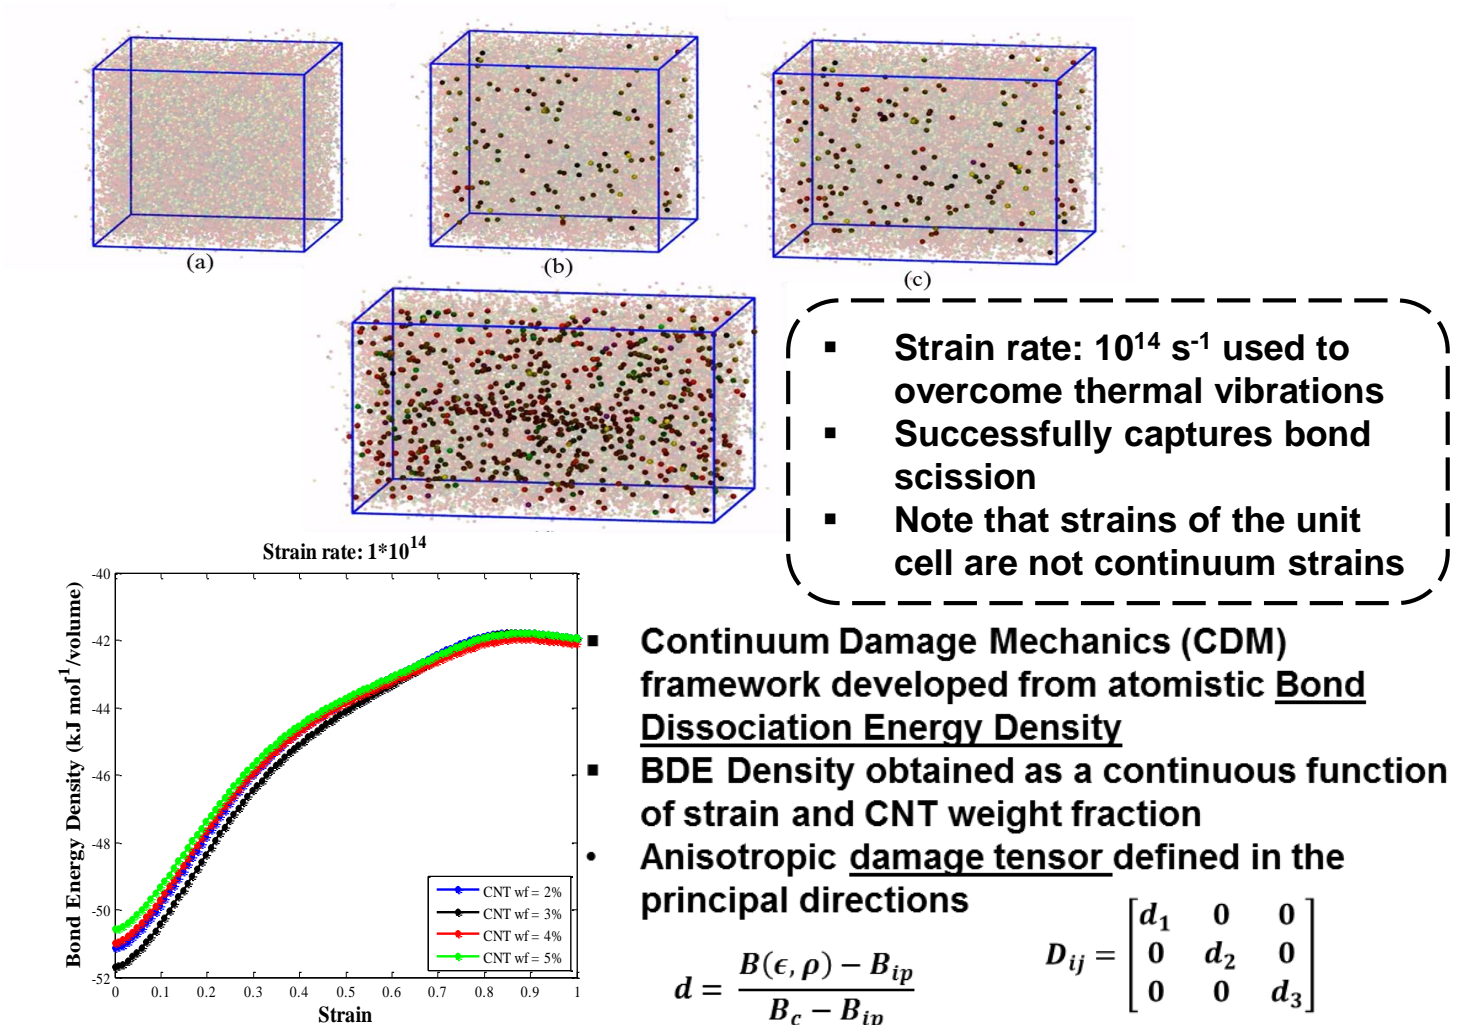 (a)
(b)
(c)
▪ Strain rate: 10¹⁴ s⁻¹ used to
overcome thermal vibrations
▪ Successfully captures bond
scission
▪ Note that strains of the unit
cell are not continuum strains
Strain rate: 1*10¹⁴
Bond Energy Density (kJ mol¹/volume)
-40
-42
-44
-46
-48
-50
-52
0 0.1 0.2 0.3 0.4 0.5 0.6 0.7 0.8 0.9 1
Strain
CNT wf = 2%
CNT wf = 3%
CNT wf = 4%
CNT wf = 5%
▪ Continuum Damage Mechanics (CDM)
framework developed from atomistic Bond
Dissociation Energy Density
▪ BDE Density obtained as a continuous function
of strain and CNT weight fraction
• Anisotropic damage tensor defined in the
principal directions
d = B(ϵ, ρ) − B_ip / B_c − B_ip
D_ij = [d₁ 0 0
0 d₂ 0
0 0 d₃]